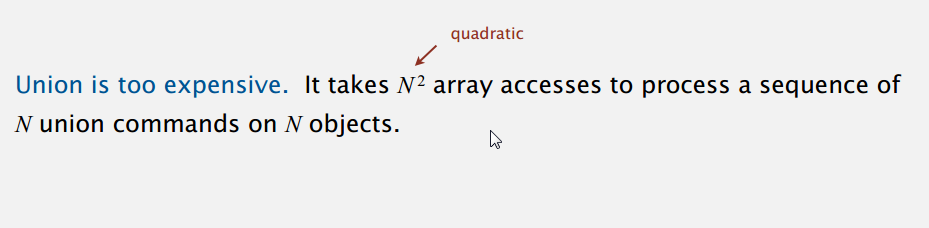 quadratic
Union is too expensive. It takes N² array accesses to process a sequence of
N union commands on N objects.